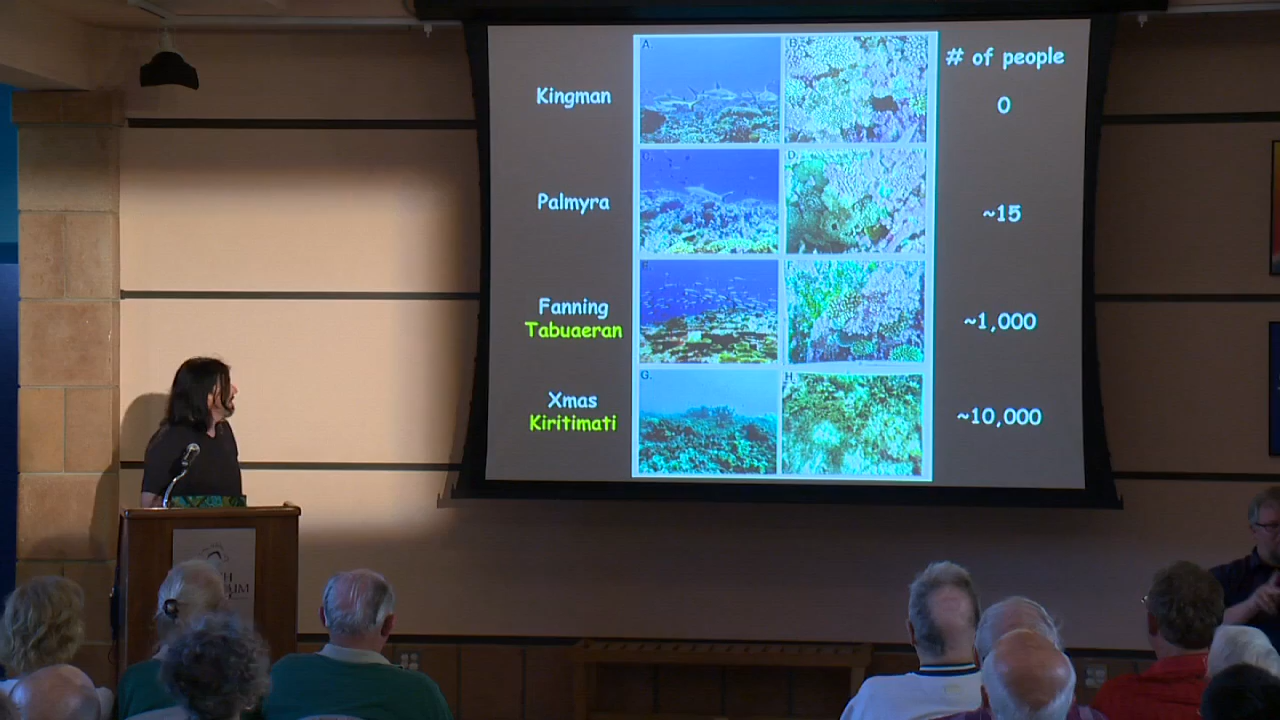 # of people
Kingman
A.
B.
0
Palmyra
D.
~15
Fanning
Tabuaeran
E.
~1,000
Xmas
Kiritimati
G.
H.
~10,000